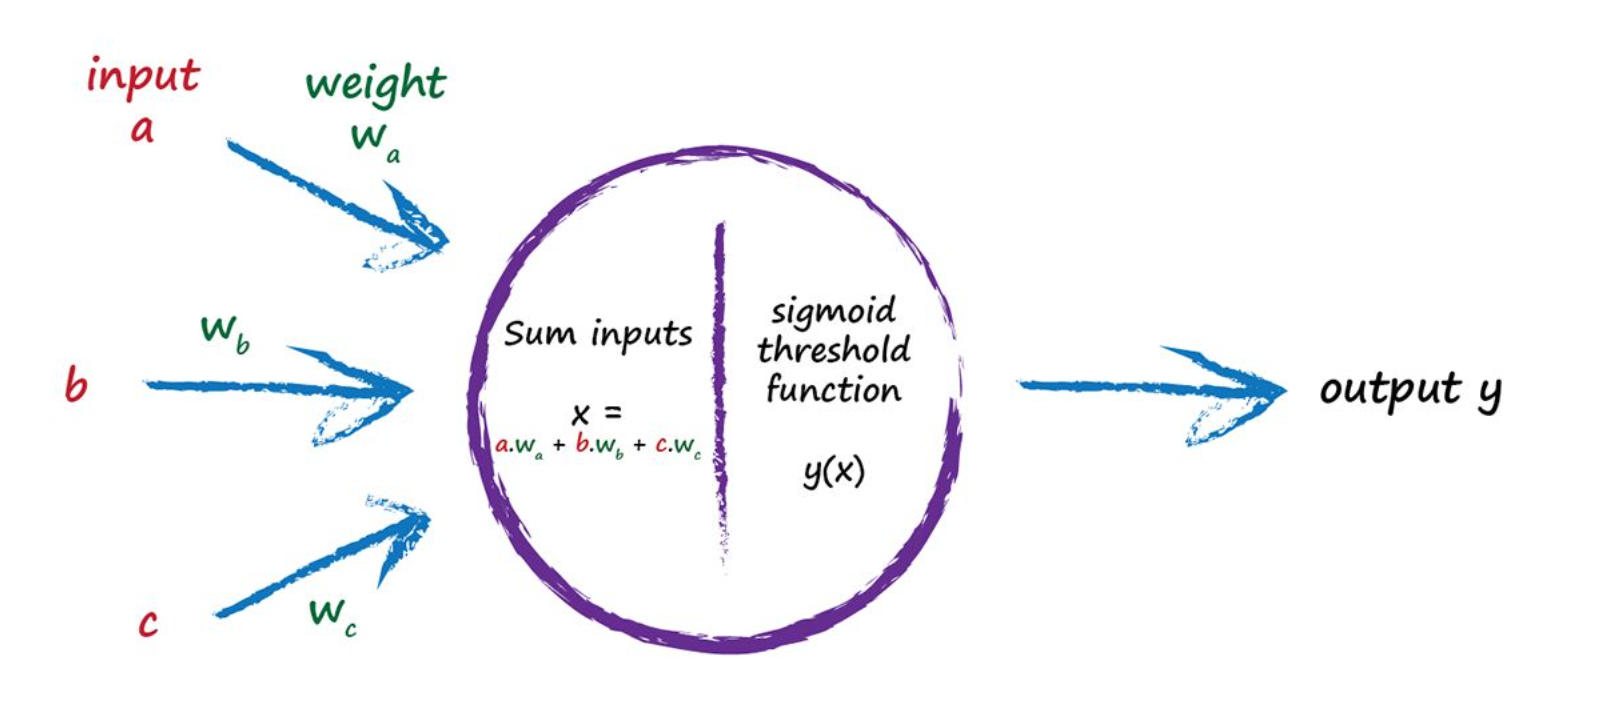 input
a
weight
wa
wb
b
c
wc
Sum inputs
x =
a.wa + b.wb + c.wc
sigmoid
threshold
function
y(x)
output y